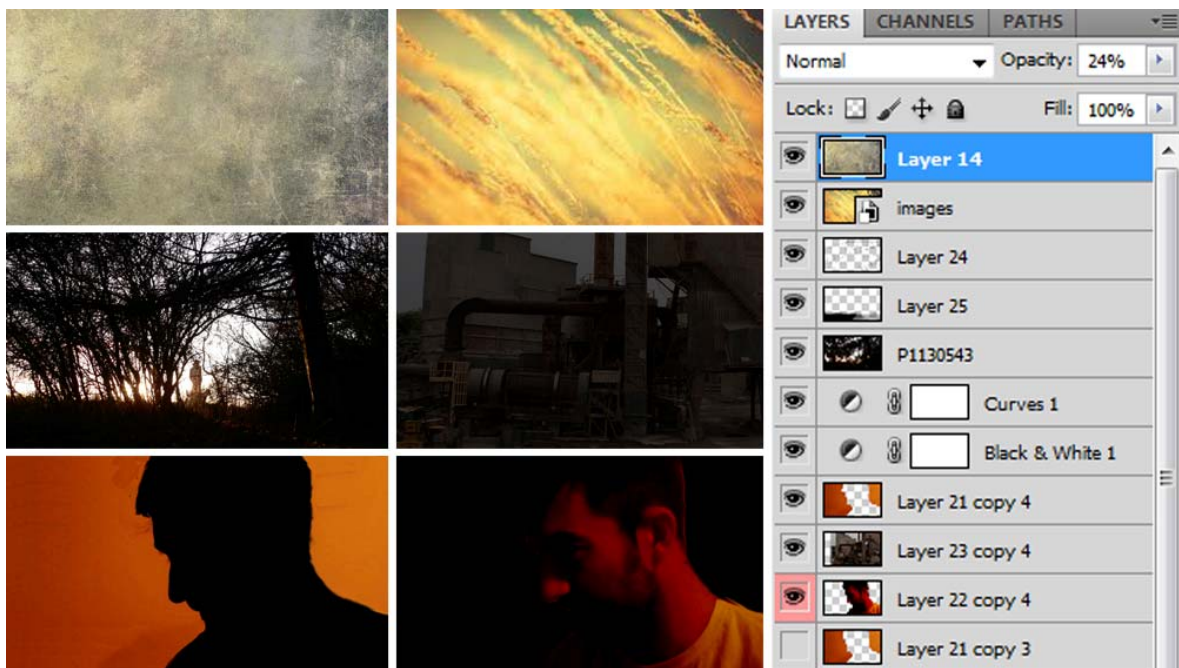 LAYERS CHANNELS PATHS
Normal Opacity: 24%
Lock: Fill: 100%
Layer 14
images
Layer 24
Layer 25
P1130543
Curves 1
Black & White 1
Layer 21 copy 4
Layer 23 copy 4
Layer 22 copy 4
Layer 21 copy 3